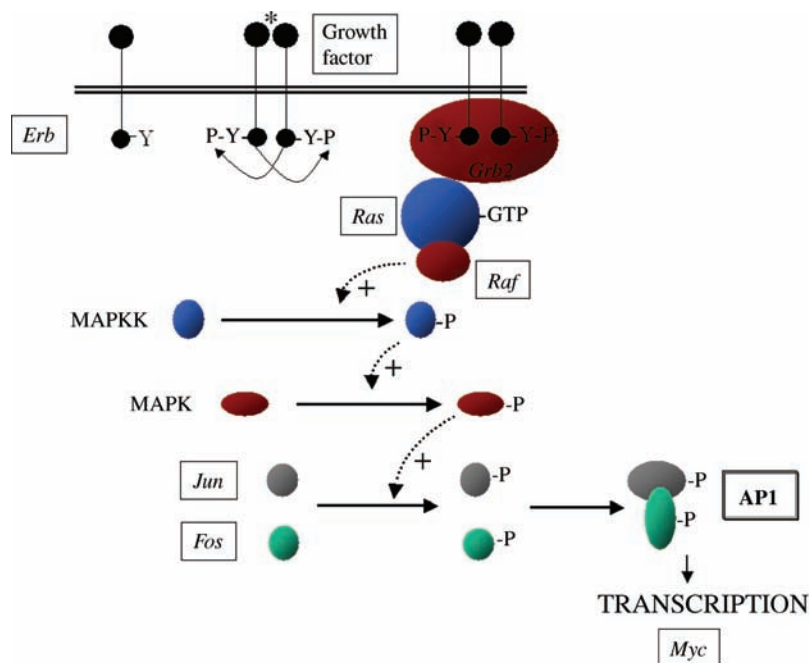 *
Growth
factor
Erb
-Y
P-Y-
-Y-P
P-Y-
-Y-P
Grb2
Ras
-GTP
Raf
+
MAPKK
-P
+
MAPK
-P
+
Jun
-P
-P
AP1
Fos
-P
-P
TRANSCRIPTION
Myc